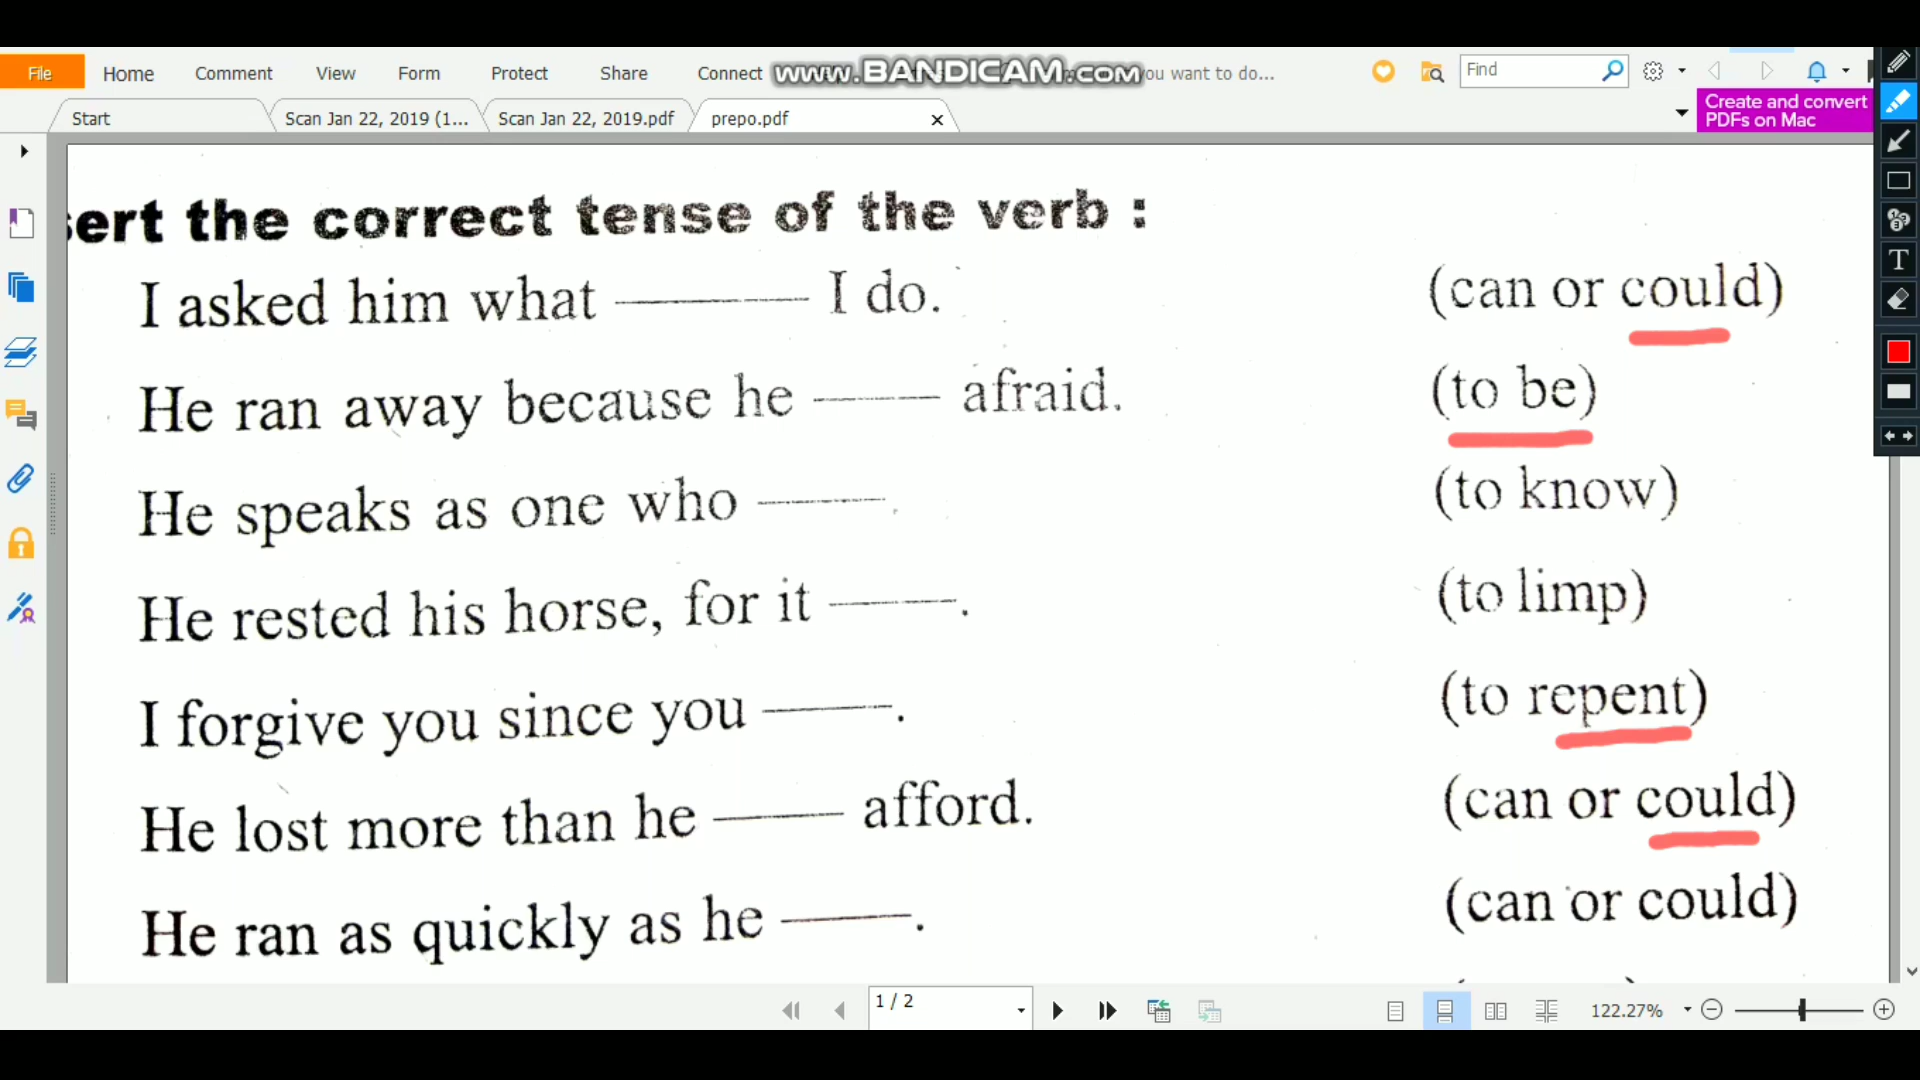 www.BANDICAM.com
File Home Comment View Form Protect Share Connect you want to do... Find
Create and convert
PDFs on Mac
Start Scan Jan 22, 2019 (1... Scan Jan 22, 2019.pdf prepo.pdf
sert the correct tense of the verb :
I asked him what ——— I do. (can or could)
He ran away because he ——— afraid. (to be)
He speaks as one who ———. (to know)
He rested his horse, for it ———. (to limp)
I forgive you since you ———. (to repent)
He lost more than he ——— afford. (can or could)
He ran as quickly as he ———. (can or could)
1 / 2 122.27%